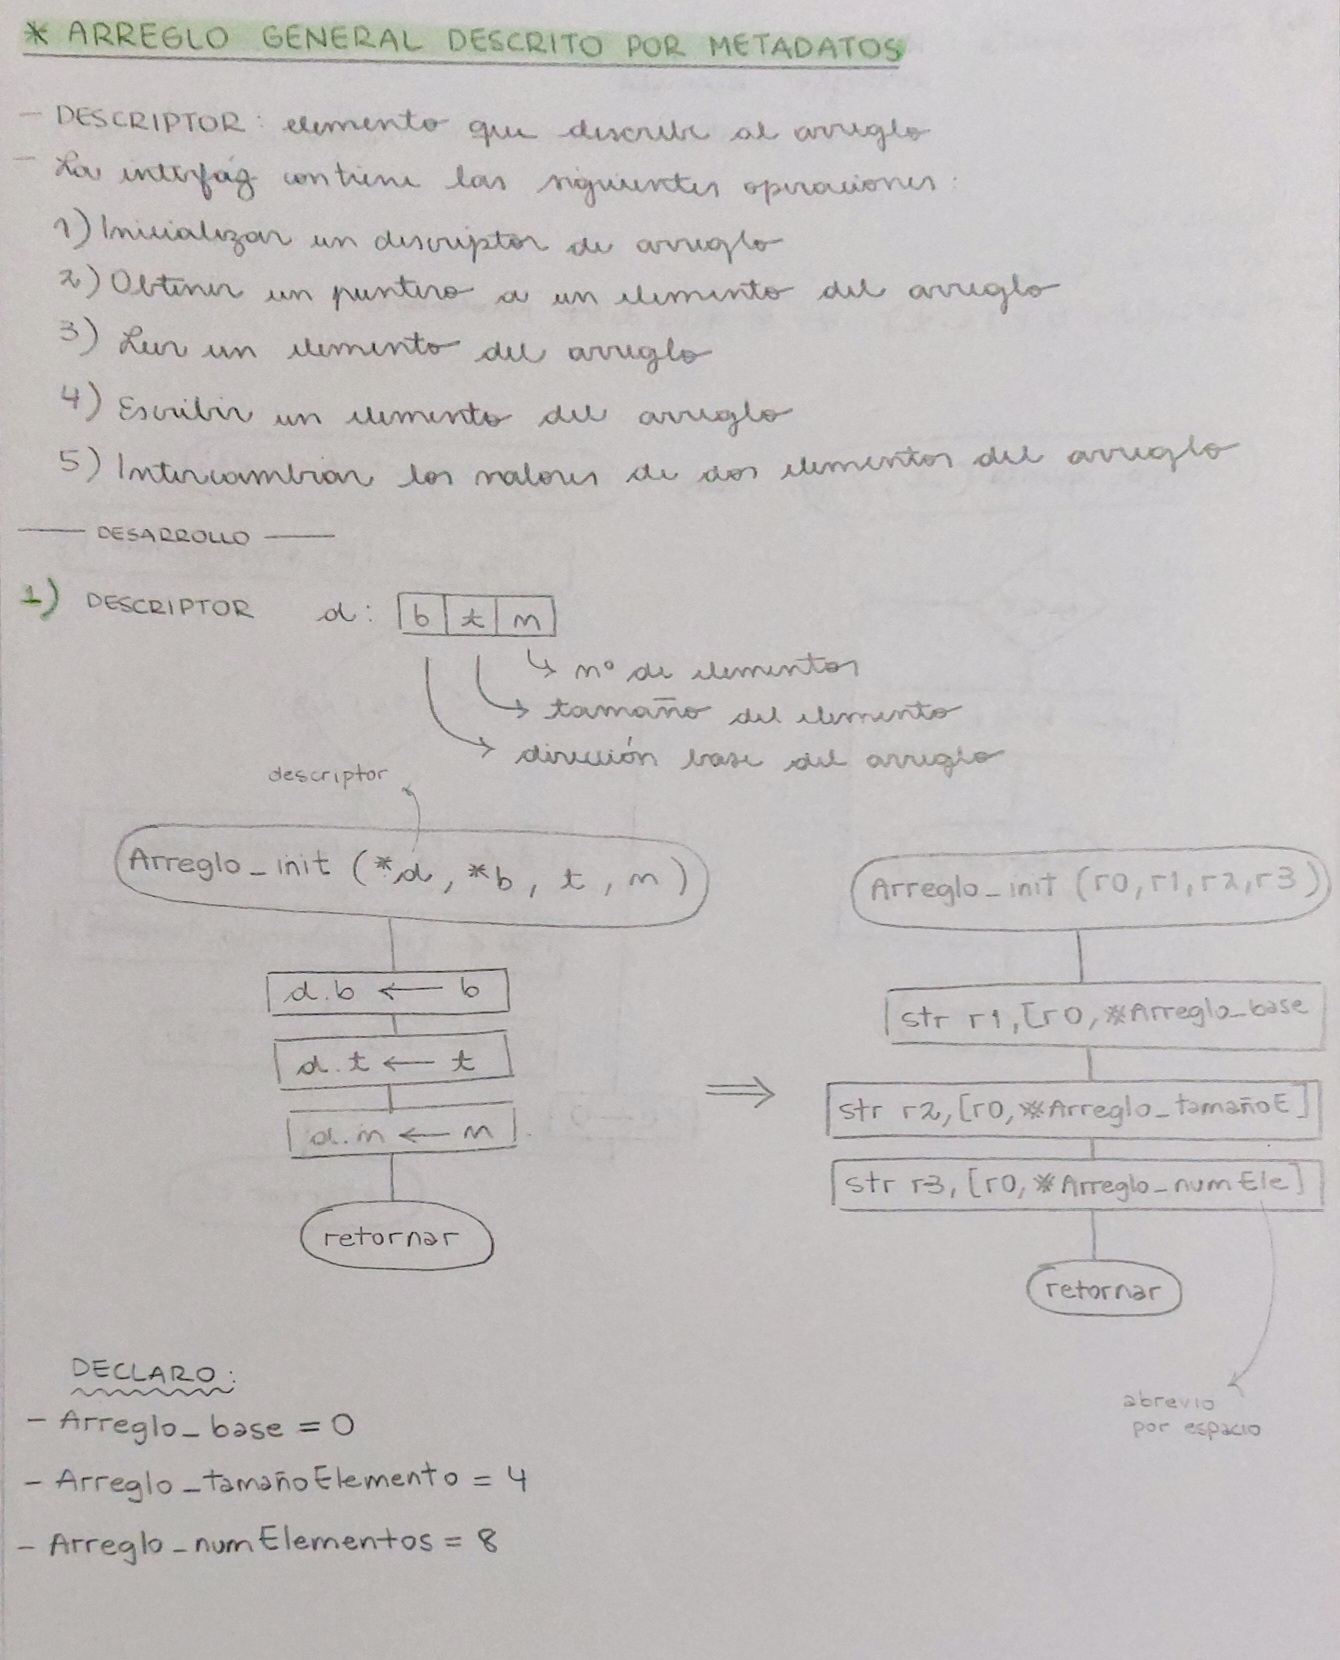 * ARREGLO GENERAL DESCRITO POR METADATOS
- DESCRIPTOR: elemento que describe al arreglo
- La interfaz contiene las siguientes operaciones:
1) Inicializar un descriptor de arreglo
2) Obtener un puntero a un elemento del arreglo
3) Leer un elemento del arreglo
4) Escribir un elemento del arreglo
5) Intercambiar los valores de dos elementos del arreglo
—— DESARROLLO ——
1) DESCRIPTOR d: b t n
↳ nº de elementos
→ tamaño del elemento
→ dirección base del arreglo
descriptor
Arreglo_init (*d, *b, t, n)
d.b ← b
d.t ← t
d.n ← n
retornar
⇒
Arreglo_init (r0, r1, r2, r3)
str r1, [r0, *Arreglo_base
str r2, [r0, *Arreglo_tamañoE]
str r3, [r0, *Arreglo_numEle]
retornar
abrevio
por espacio
DECLARO:
- Arreglo_base = 0
- Arreglo_tamañoElemento = 4
- Arreglo_numElementos = 8